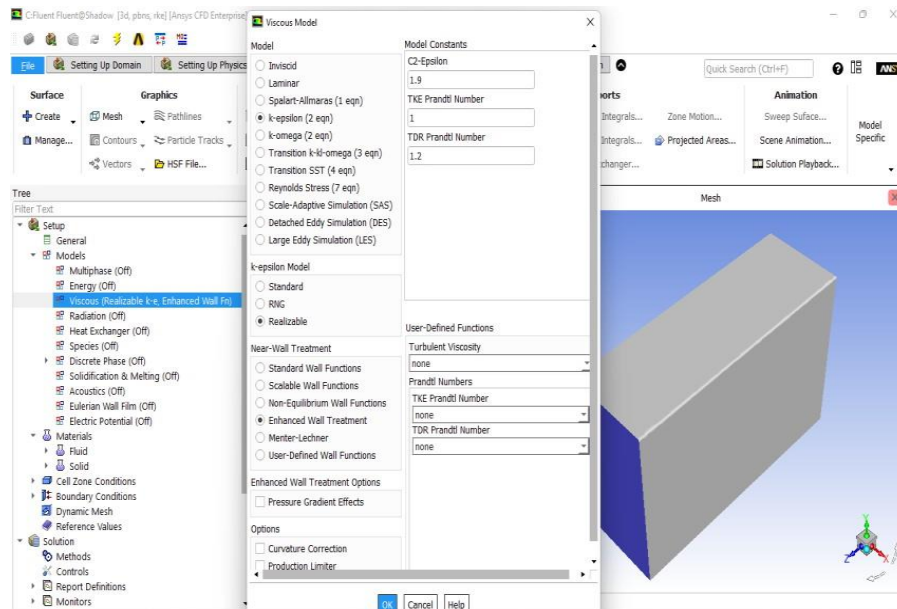 C:Fluent Fluent@Shadow [3d, pbns, rke] [Ansys CFD Enterprise]
File
Setting Up Domain
Setting Up Physics
Quick Search (Ctrl+F)
Surface
Graphics
Animation
Create
Mesh
Pathlines
Integrals...
Zone Motion...
Sweep Suface...
Manage...
Contours
Particle Tracks
Integrals...
Projected Areas...
Scene Animation...
Model
Specific
Vectors
HSF File...
Solution Playback...
Tree
Filter Text
Setup
General
Models
Multiphase (Off)
Energy (Off)
Viscous (Realizable k-e, Enhanced Wall Fn)
Radiation (Off)
Heat Exchanger (Off)
Species (Off)
Discrete Phase (Off)
Solidification & Melting (Off)
Acoustics (Off)
Eulerian Wall Film (Off)
Electric Potential (Off)
Materials
Fluid
Solid
Cell Zone Conditions
Boundary Conditions
Dynamic Mesh
Reference Values
Solution
Methods
Controls
Report Definitions
Monitors
Viscous Model
Model
Inviscid
Laminar
Spalart-Allmaras (1 eqn)
k-epsilon (2 eqn)
k-omega (2 eqn)
Transition k-kl-omega (3 eqn)
Transition SST (4 eqn)
Reynolds Stress (7 eqn)
Scale-Adaptive Simulation (SAS)
Detached Eddy Simulation (DES)
Large Eddy Simulation (LES)
k-epsilon Model
Standard
RNG
Realizable
Near-Wall Treatment
Standard Wall Functions
Scalable Wall Functions
Non-Equilibrium Wall Functions
Enhanced Wall Treatment
Menter-Lechner
User-Defined Wall Functions
Enhanced Wall Treatment Options
Pressure Gradient Effects
Options
Curvature Correction
Production Limiter
Model Constants
C2-Epsilon
1.9
TKE Prandtl Number
1
TDR Prandtl Number
1.2
User-Defined Functions
Turbulent Viscosity
none
Prandtl Numbers
TKE Prandtl Number
none
TDR Prandtl Number
none
OK
Cancel
Help
Mesh
Y
Z
X